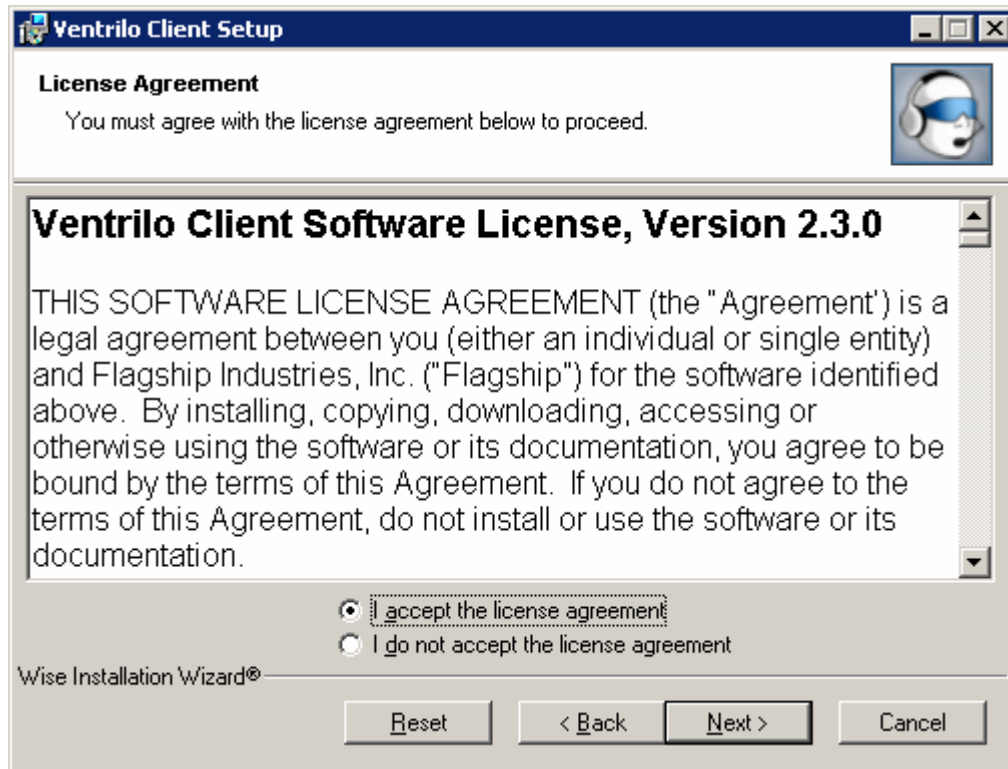 Ventrilo Client Setup
License Agreement
You must agree with the license agreement below to proceed.
Ventrilo Client Software License, Version 2.3.0
THIS SOFTWARE LICENSE AGREEMENT (the "Agreement') is a
legal agreement between you (either an individual or single entity)
and Flagship Industries, Inc. ("Flagship") for the software identified
above.  By installing, copying, downloading, accessing or
otherwise using the software or its documentation, you agree to be
bound by the terms of this Agreement.  If you do not agree to the
terms of this Agreement, do not install or use the software or its
documentation.
I accept the license agreement
I do not accept the license agreement
Wise Installation Wizard®
Reset < Back Next > Cancel